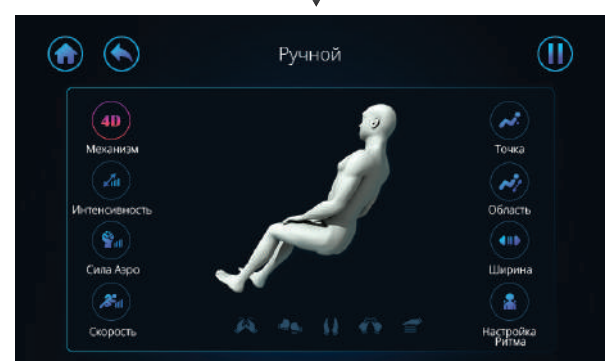 Ручной
4D
Механизм
Точка
Интенсивность
Область
Сила Аэро
Ширина
Скорость
Настройка
Ритма